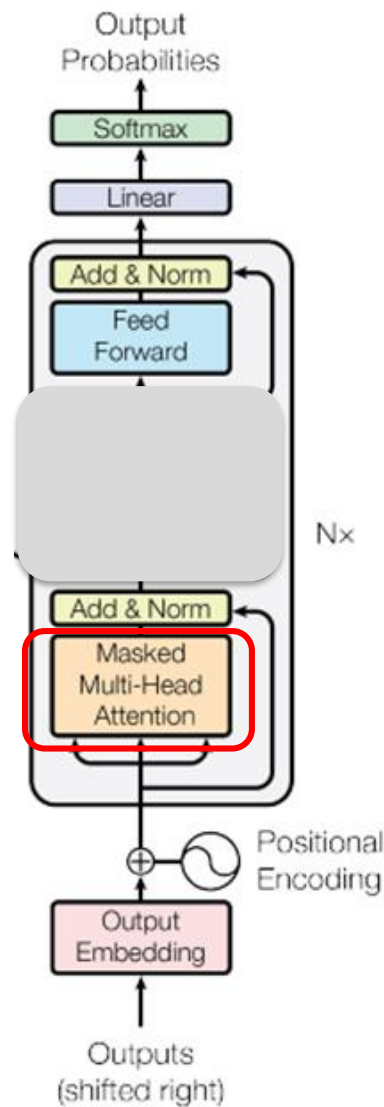 Output
Probabilities
Softmax
Linear
Add & Norm
Feed
Forward
Nx
Add & Norm
Masked
Multi-Head
Attention
Positional
Encoding
Output
Embedding
Outputs
(shifted right)